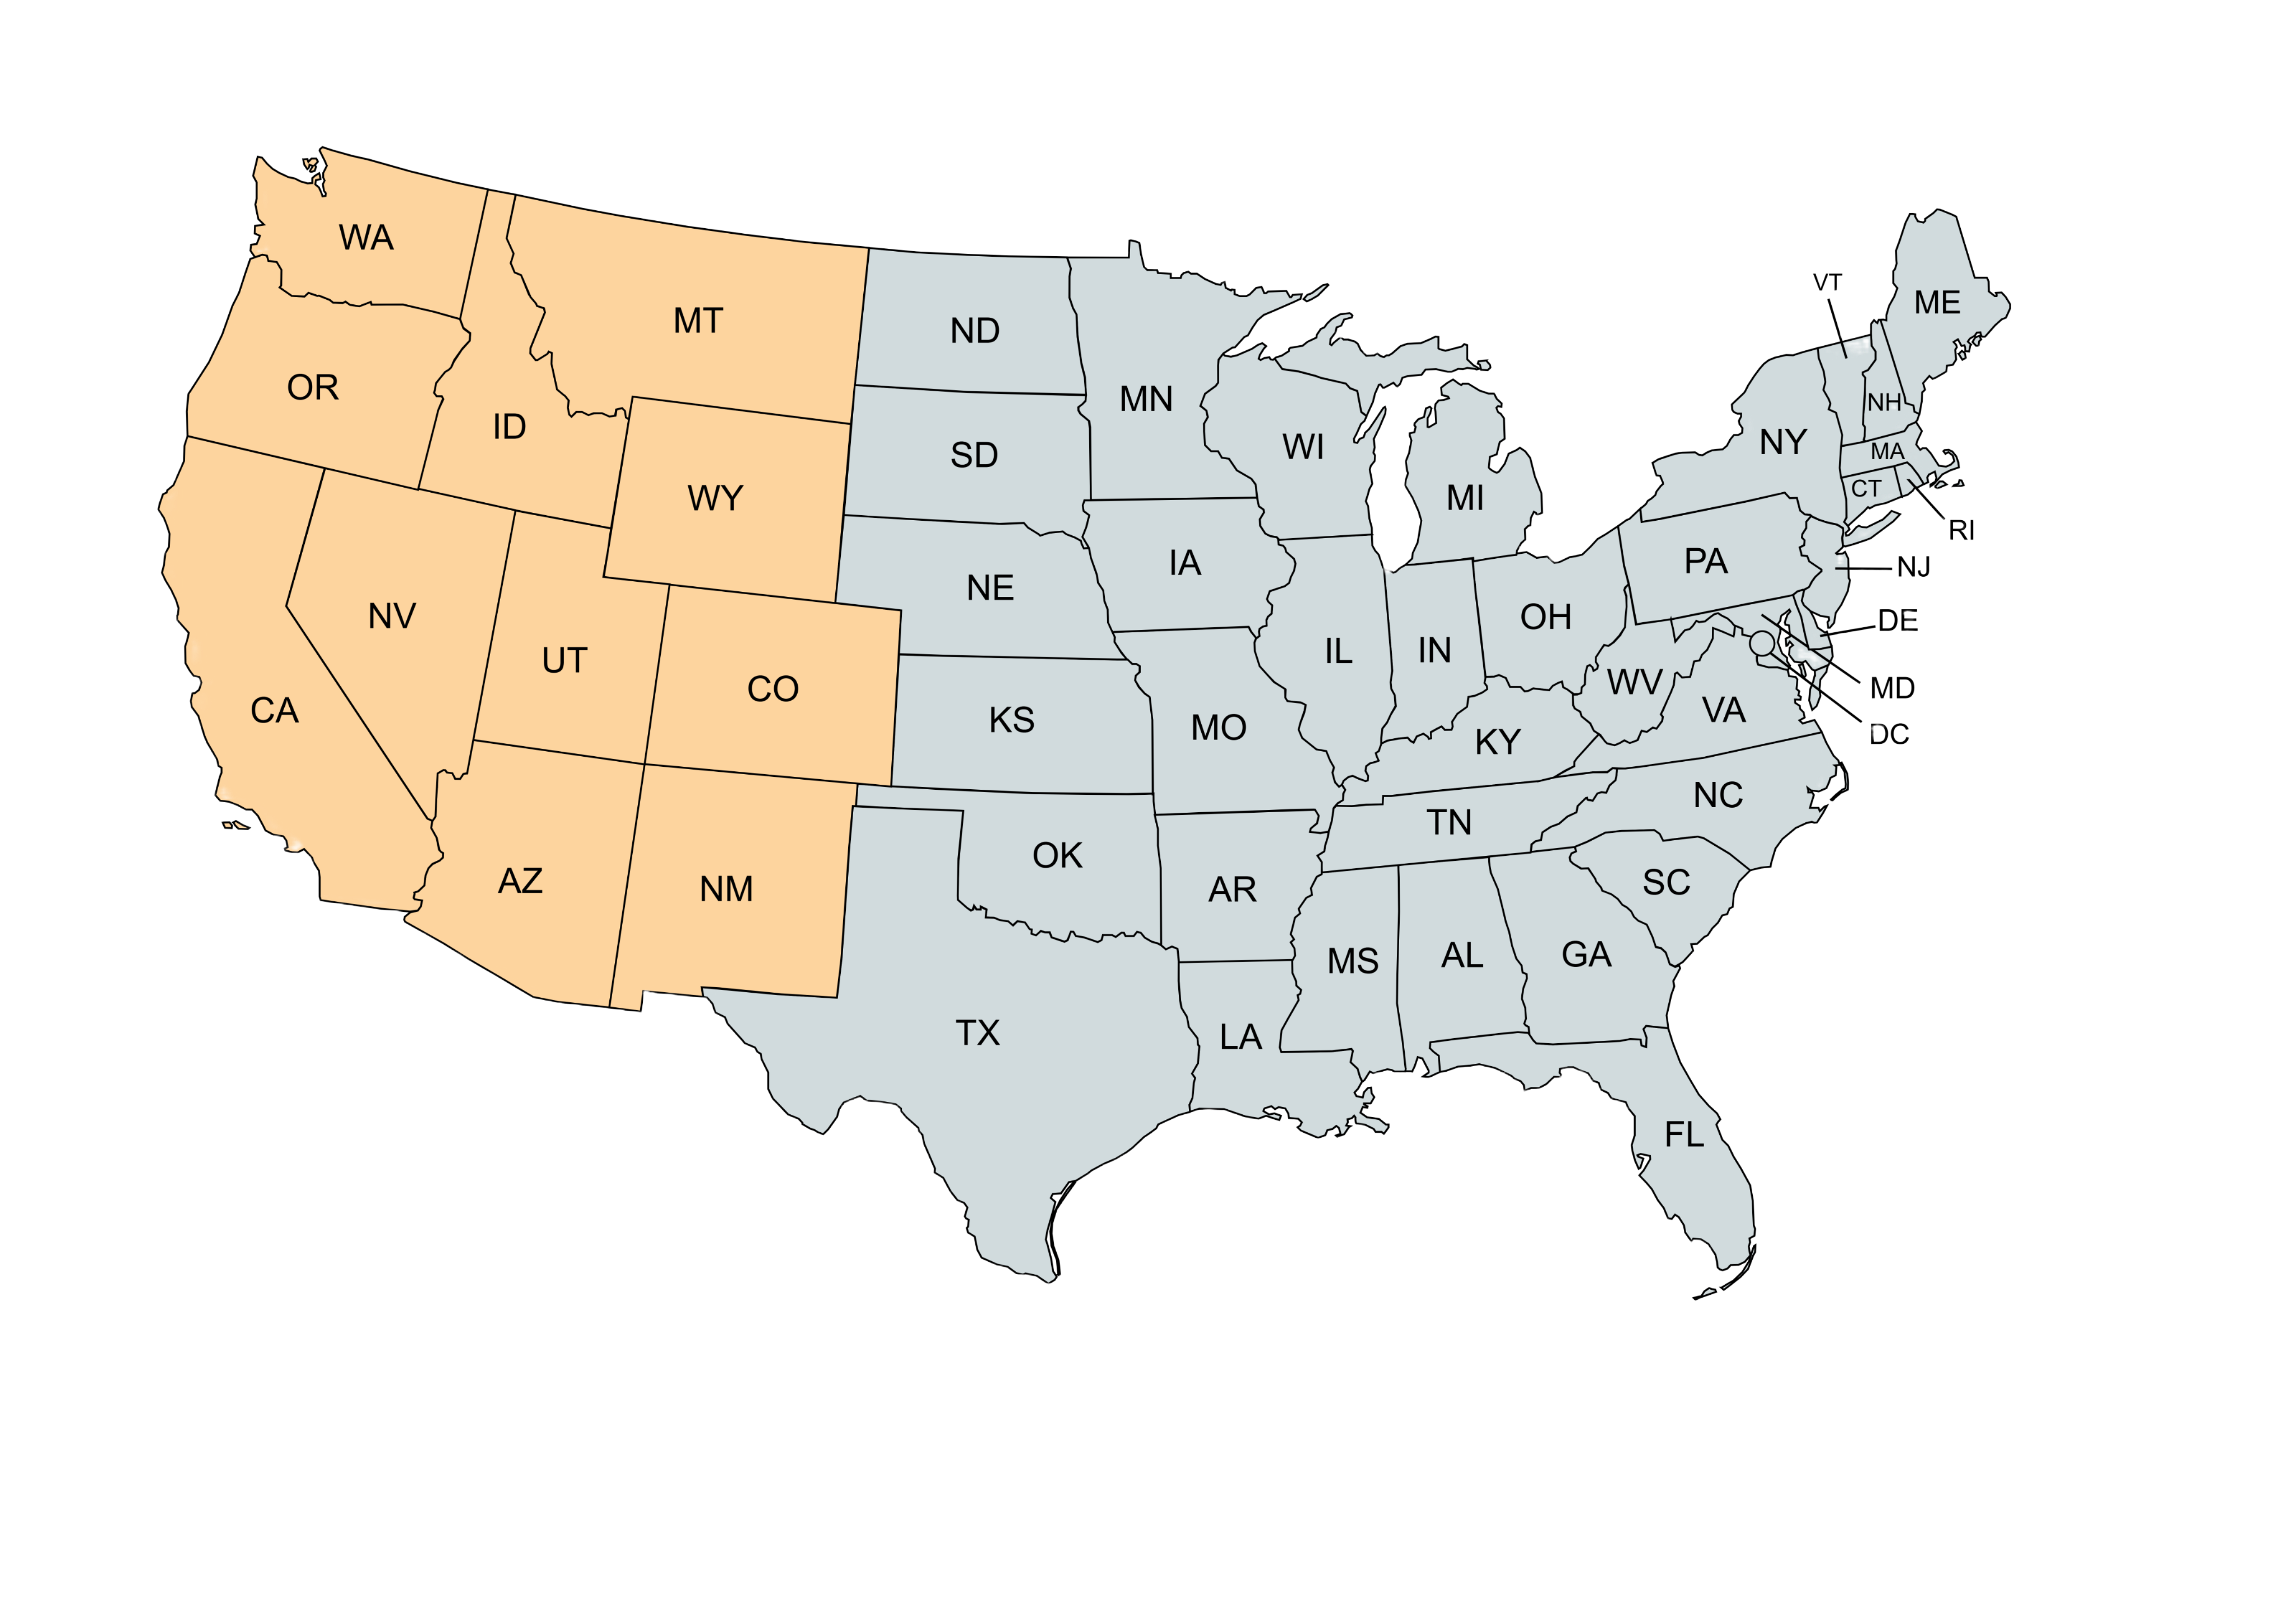 WA
MT
ND
MN
VT
ME
OR
ID
SD
WI
NY
NH
MA
WY
MI
CT
RI
NE
IA
PA
NJ
NV
UT
CO
KS
MO
IL
IN
OH
WV
VA
DE
MD
DC
CA
KY
NC
AZ
NM
OK
AR
TN
SC
TX
LA
MS
AL
GA
FL